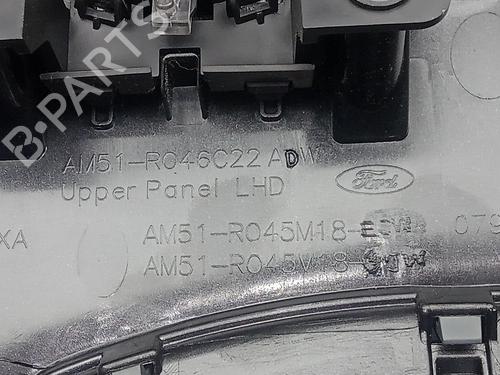 B-PARTS
AM51-R046C22 ADW
Upper Panel LHD
Ford
XA
AM51-R045M18- 079
AM51-R045V18-